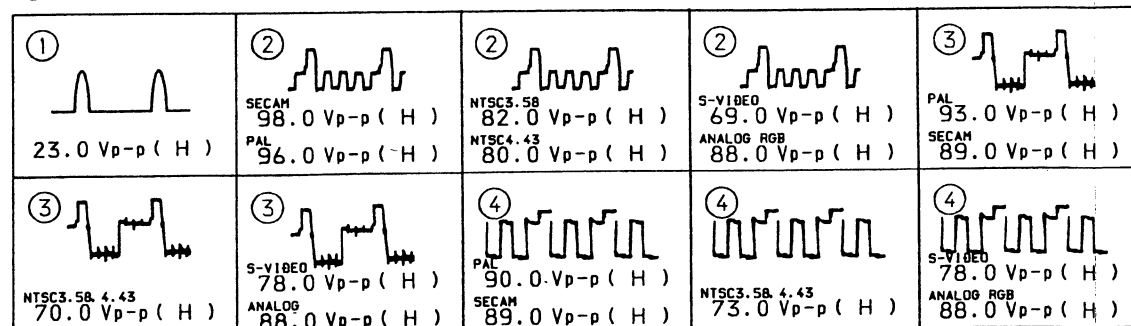 ①
23.0 Vp-p ( H )
②
SECAM
98.0 Vp-p ( H )
PAL
96.0 Vp-p ( H )
②
NTSC3.58
82.0 Vp-p ( H )
NTSC4.43
80.0 Vp-p ( H )
②
S-VIDEO
69.0 Vp-p ( H )
ANALOG RGB
88.0 Vp-p ( H )
③
PAL
93.0 Vp-p ( H )
SECAM
89.0 Vp-p ( H )
③
NTSC3.58. 4.43
70.0 Vp-p ( H )
③
S-VIDEO
78.0 Vp-p ( H )
ANALOG
88.0 Vp-p ( H )
④
PAL
90.0 Vp-p ( H )
SECAM
89.0 Vp-p ( H )
④
NTSC3.58. 4.43
73.0 Vp-p ( H )
④
S-VIDEO
78.0 Vp-p ( H )
ANALOG RGB
88.0 Vp-p ( H )